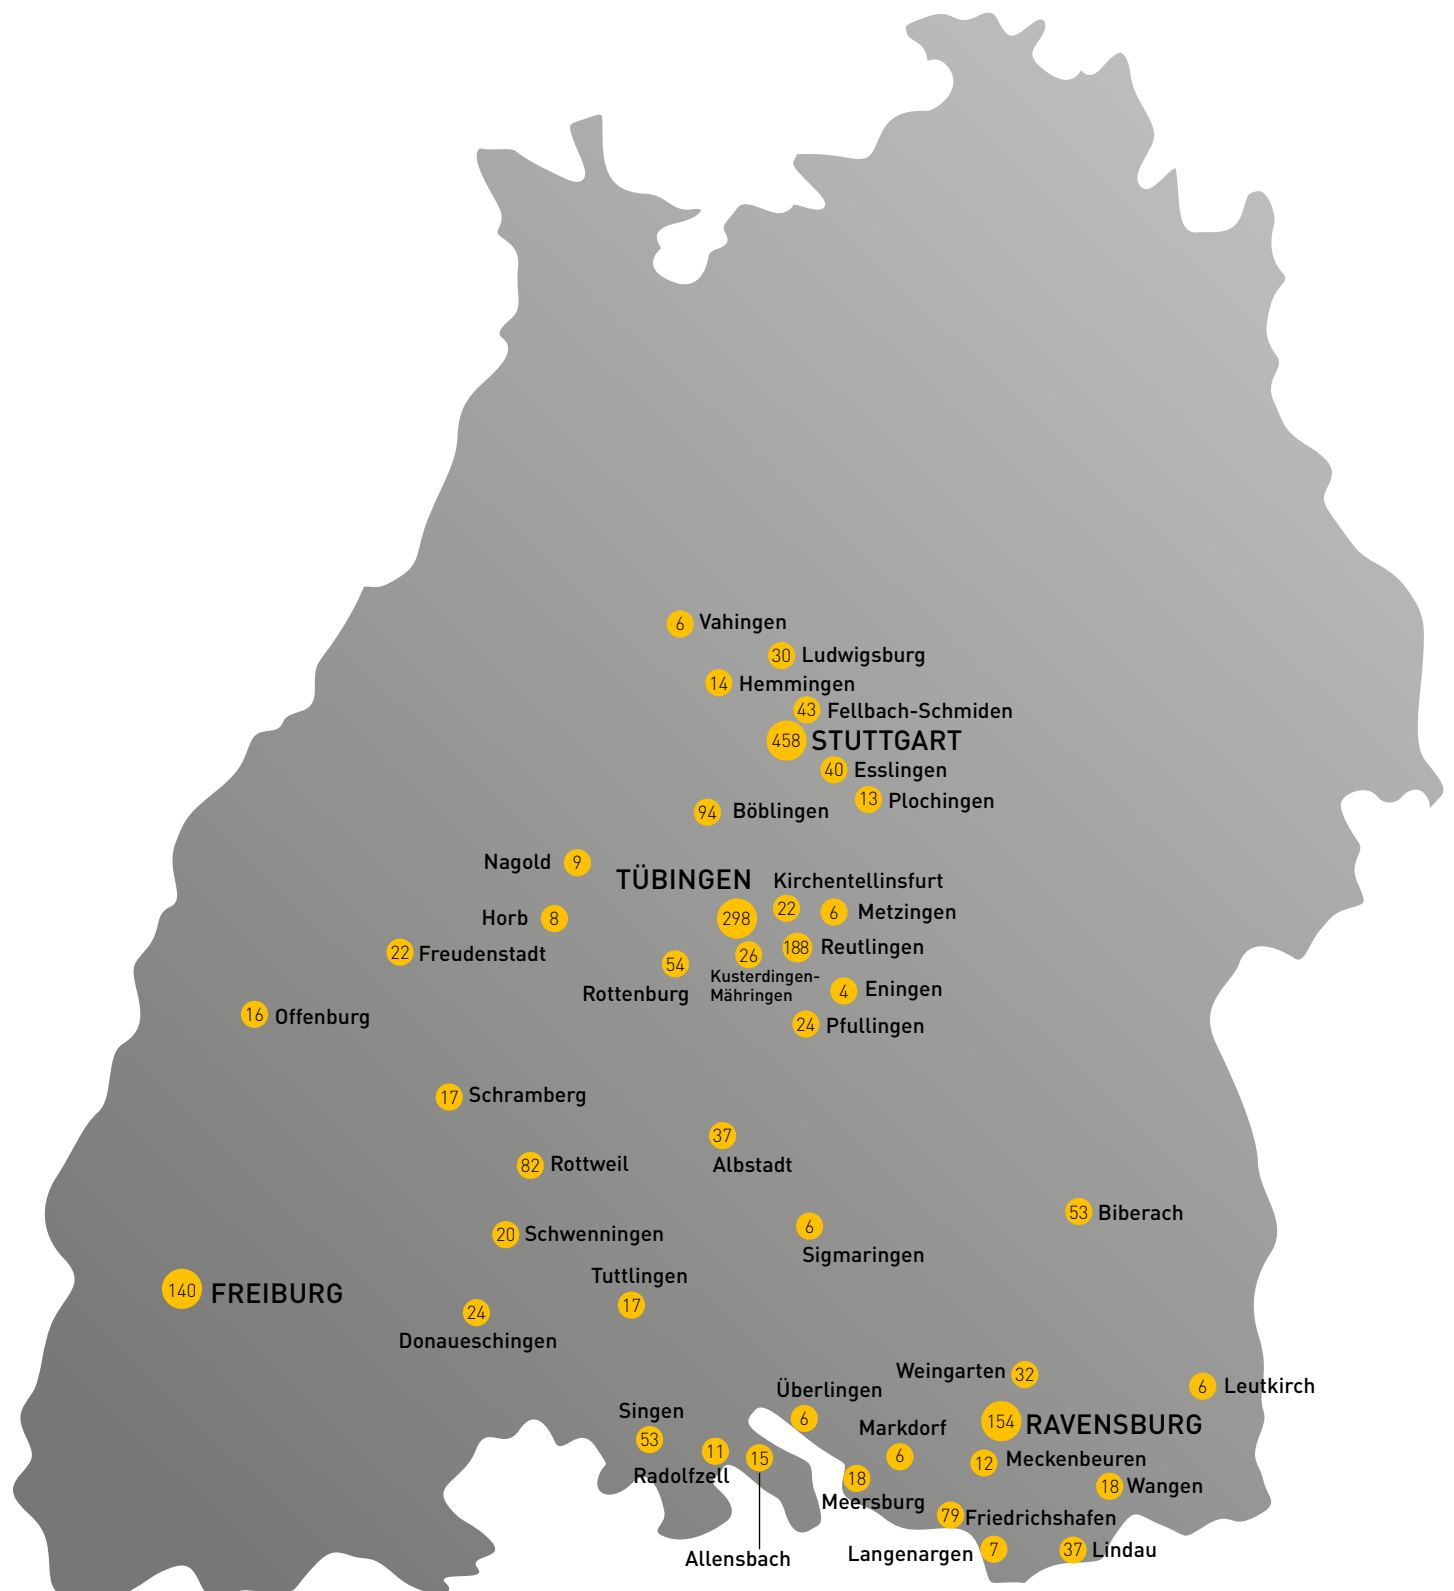 6 Vahingen
30 Ludwigsburg
14 Hemmingen
43 Fellbach-Schmiden
458 STUTTGART
40 Esslingen
13 Plochingen
94 Böblingen
Nagold 9
TÜBINGEN
298
Kirchentellinsfurt
22
6 Metzingen
Horb 8
22 Freudenstadt
188 Reutlingen
26
Kusterdingen-
Mähringen
54
Rottenburg
4 Eningen
16 Offenburg
24 Pfullingen
17 Schramberg
37
Albstadt
82 Rottweil
53 Biberach
20 Schwenningen
6
Sigmaringen
Tuttlingen
17
140 FREIBURG
24
Donaueschingen
Weingarten 32
6 Leutkirch
Überlingen
6
Singen
53
154 RAVENSBURG
Markdorf
6
11
Radolfzell
15
Allensbach
12 Meckenbeuren
18
Meersburg
18 Wangen
79 Friedrichshafen
Langenargen 7
37 Lindau